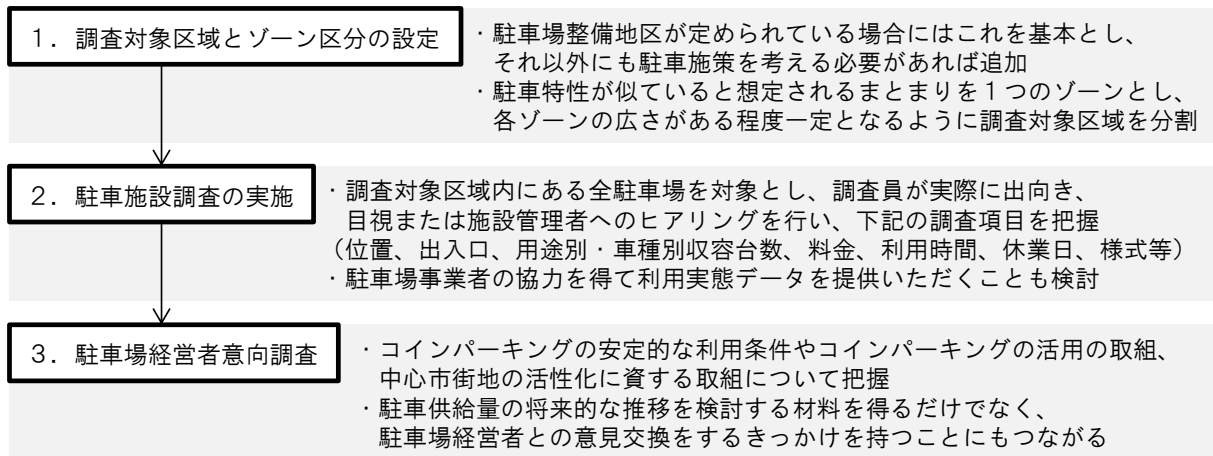 １．調査対象区域とゾーン区分の設定
・駐車場整備地区が定められている場合にはこれを基本とし、
それ以外にも駐車施策を考える必要があれば追加
・駐車特性が似ていると想定されるまとまりを１つのゾーンとし、
各ゾーンの広さがある程度一定となるように調査対象区域を分割
２．駐車施設調査の実施
・調査対象区域内にある全駐車場を対象とし、調査員が実際に出向き、
目視または施設管理者へのヒアリングを行い、下記の調査項目を把握
（位置、出入口、用途別・車種別収容台数、料金、利用時間、休業日、様式等）
・駐車場事業者の協力を得て利用実態データを提供いただくことも検討
３．駐車場経営者意向調査
・コインパーキングの安定的な利用条件やコインパーキングの活用の取組、
中心市街地の活性化に資する取組について把握
・駐車供給量の将来的な推移を検討する材料を得るだけでなく、
駐車場経営者との意見交換をするきっかけを持つことにもつながる